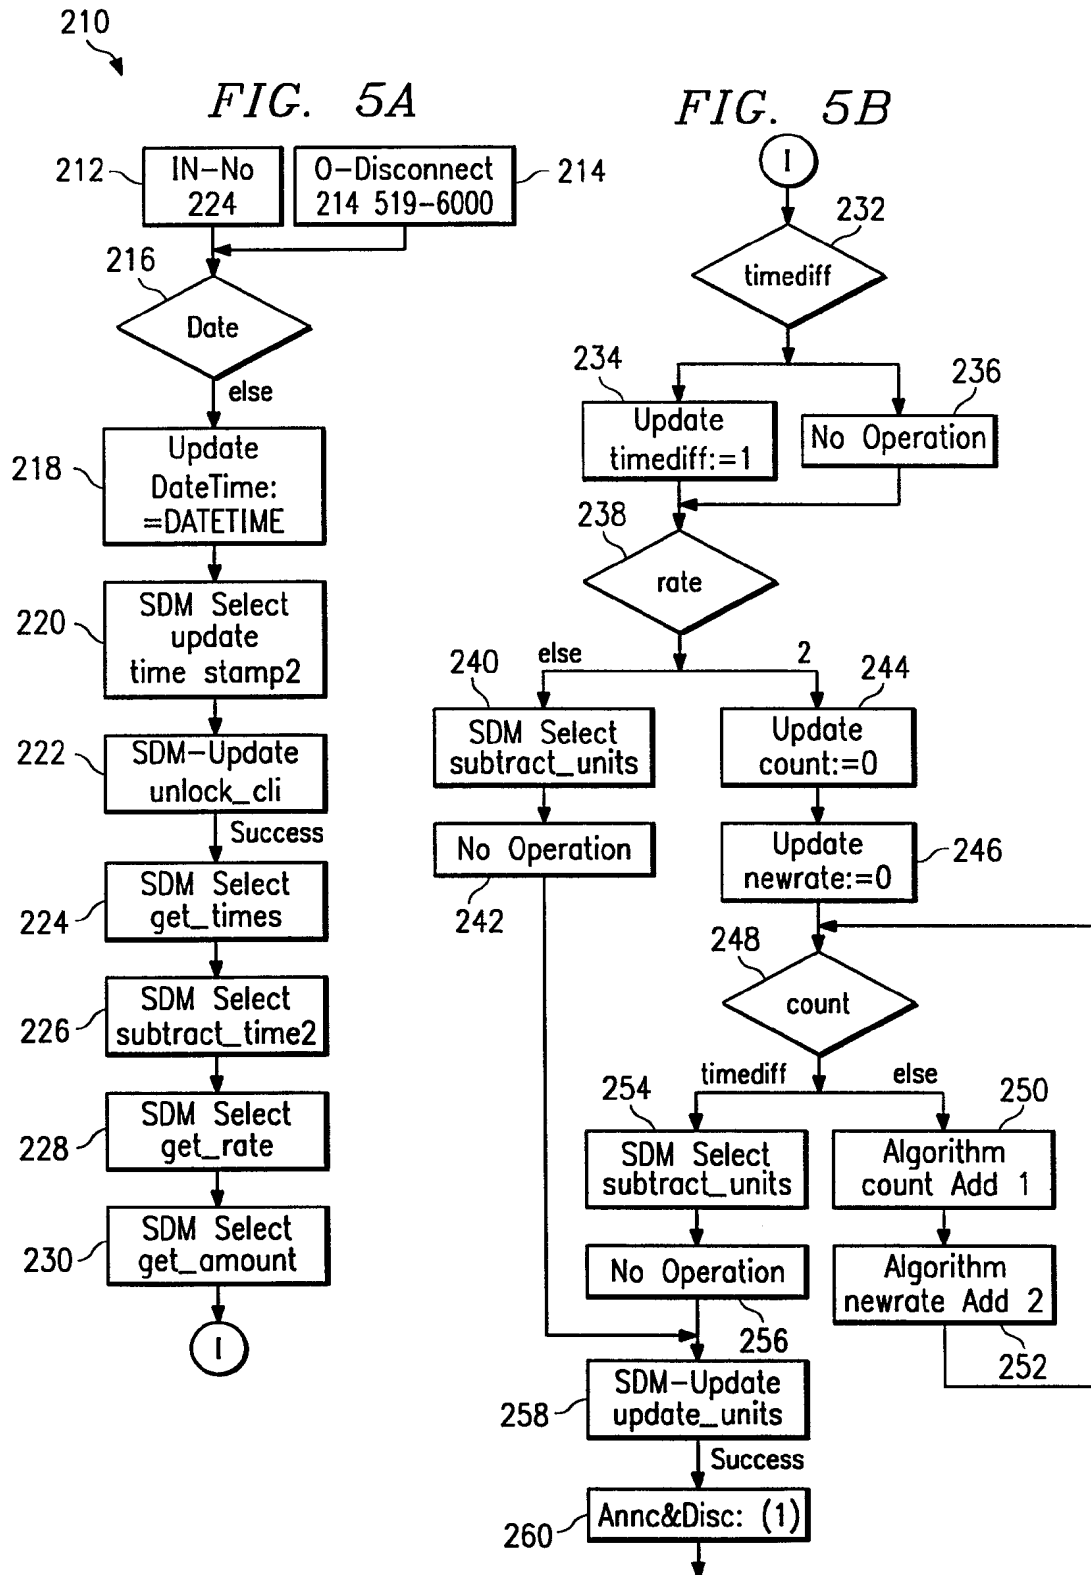 210
FIG. 5A
212
IN-No
224
O-Disconnect
214 519-6000
214
216
Date
else
218
Update
DateTime:
=DATETIME
220
SDM Select
update
time stamp2
222
SDM-Update
unlock_cli
Success
224
SDM Select
get_times
226
SDM Select
subtract_time2
228
SDM Select
get_rate
230
SDM Select
get_amount
I
FIG. 5B
I
232
timediff
234
Update
timediff:=1
236
No Operation
238
rate
else
2
240
SDM Select
subtract_units
No Operation
242
244
Update
count:=0
Update
newrate:=0
246
248
count
timediff
else
254
SDM Select
subtract_units
250
Algorithm
count Add 1
No Operation
256
Algorithm
newrate Add 2
252
258
SDM-Update
update_units
Success
260
Annc&Disc: (1)